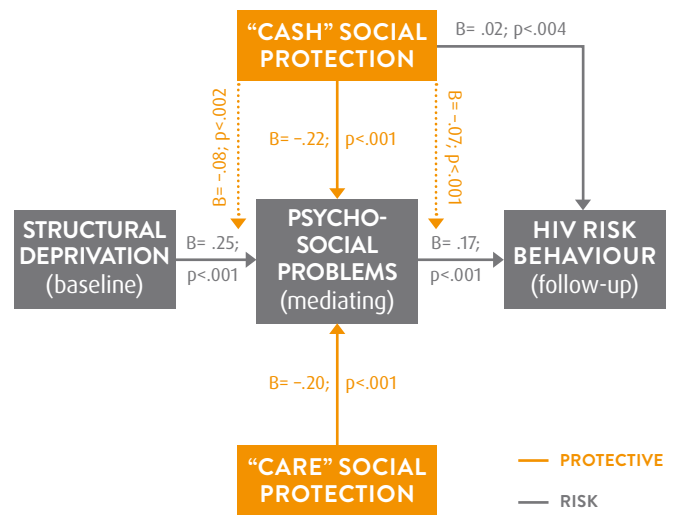 “CASH” SOCIAL
PROTECTION
B= .02; p<.004
B= –.08; p<.002
B= –.22; p<.001
B= –.07; p<.001
STRUCTURAL
DEPRIVATION
(baseline)
B= .25;
p<.001
PSYCHO-
SOCIAL
PROBLEMS
(mediating)
B= .17;
p<.001
HIV RISK
BEHAVIOUR
(follow-up)
B= –.20; p<.001
“CARE” SOCIAL
PROTECTION
PROTECTIVE
RISK